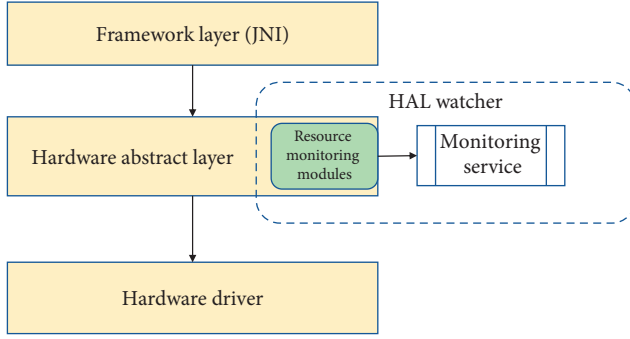 Framework layer (JNI)
HAL watcher
Hardware abstract layer
Resource
monitoring
modules
Monitoring
service
Hardware driver